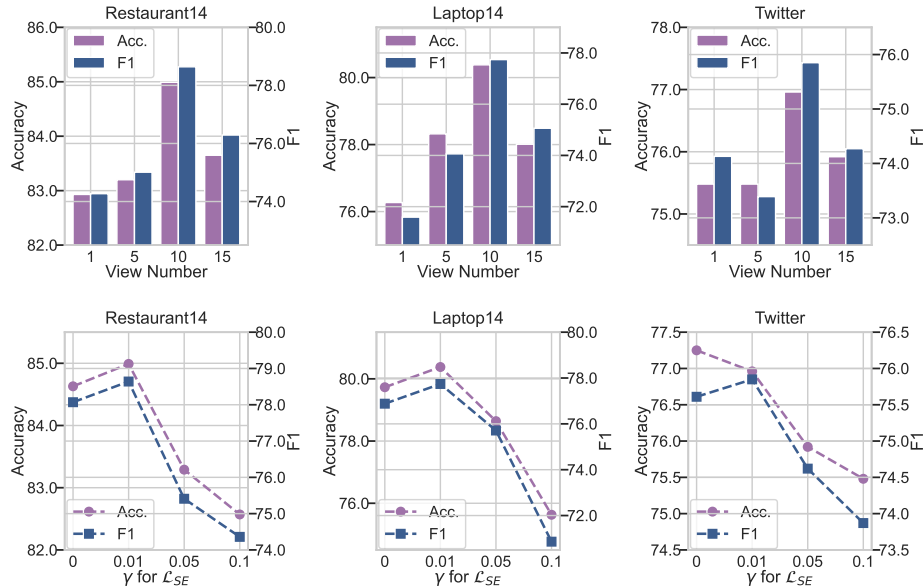 Restaurant14
86.0
85.0
84.0
83.0
82.0
Accuracy
80.0
78.0
76.0
74.0
F1
Acc.
F1
1 5 10 15
View Number
Laptop14
80.0
78.0
76.0
Accuracy
78.0
76.0
74.0
72.0
F1
Acc.
F1
1 5 10 15
View Number
Twitter
78.0
77.0
76.0
75.0
Accuracy
76.0
75.0
74.0
73.0
F1
Acc.
F1
1 5 10 15
View Number
Restaurant14
85.0
84.0
83.0
82.0
Accuracy
80.0
79.0
78.0
77.0
76.0
75.0
74.0
F1
Acc.
F1
0 0.01 0.05 0.1
γ for ℒSE
Laptop14
80.0
78.0
76.0
Accuracy
80.0
78.0
76.0
74.0
72.0
F1
Acc.
F1
0 0.01 0.05 0.1
γ for ℒSE
Twitter
77.5
77.0
76.5
76.0
75.5
75.0
74.5
Accuracy
76.5
76.0
75.5
75.0
74.5
74.0
73.5
F1
Acc.
F1
0 0.01 0.05 0.1
γ for ℒSE